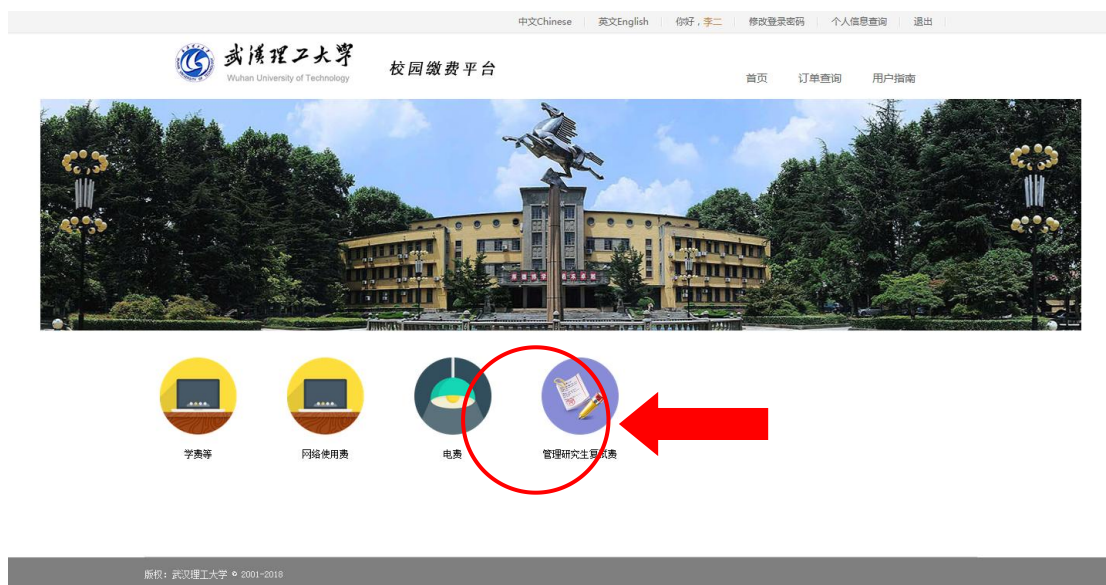 中文Chinese 英文English 你好，李二 修改登录密码 个人信息查询 退出
武汉理工大学
Wuhan University of Technology
校园缴费平台
首页 订单查询 用户指南
学费等 网络使用费 电费 管理研究生复试费
版权：武汉理工大学 © 2001-2018